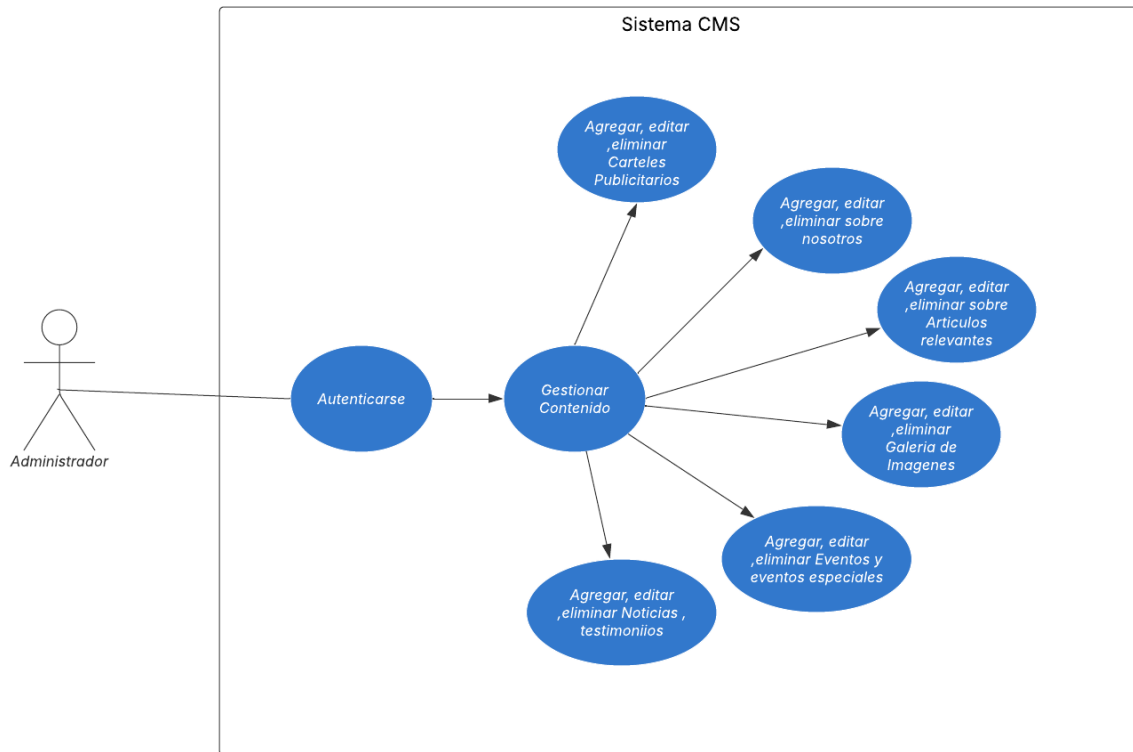 Sistema CMS
Agregar, editar
,eliminar
Carteles
Publicitarios
Agregar, editar
,eliminar sobre
nosotros
Agregar, editar
,eliminar sobre
Articulos
relevantes
Autenticarse
Gestionar
Contenido
Agregar, editar
,eliminar
Galeria de
Imagenes
Administrador
Agregar, editar
,eliminar Eventos y
eventos especiales
Agregar, editar
,eliminar Noticias ,
testimoniios